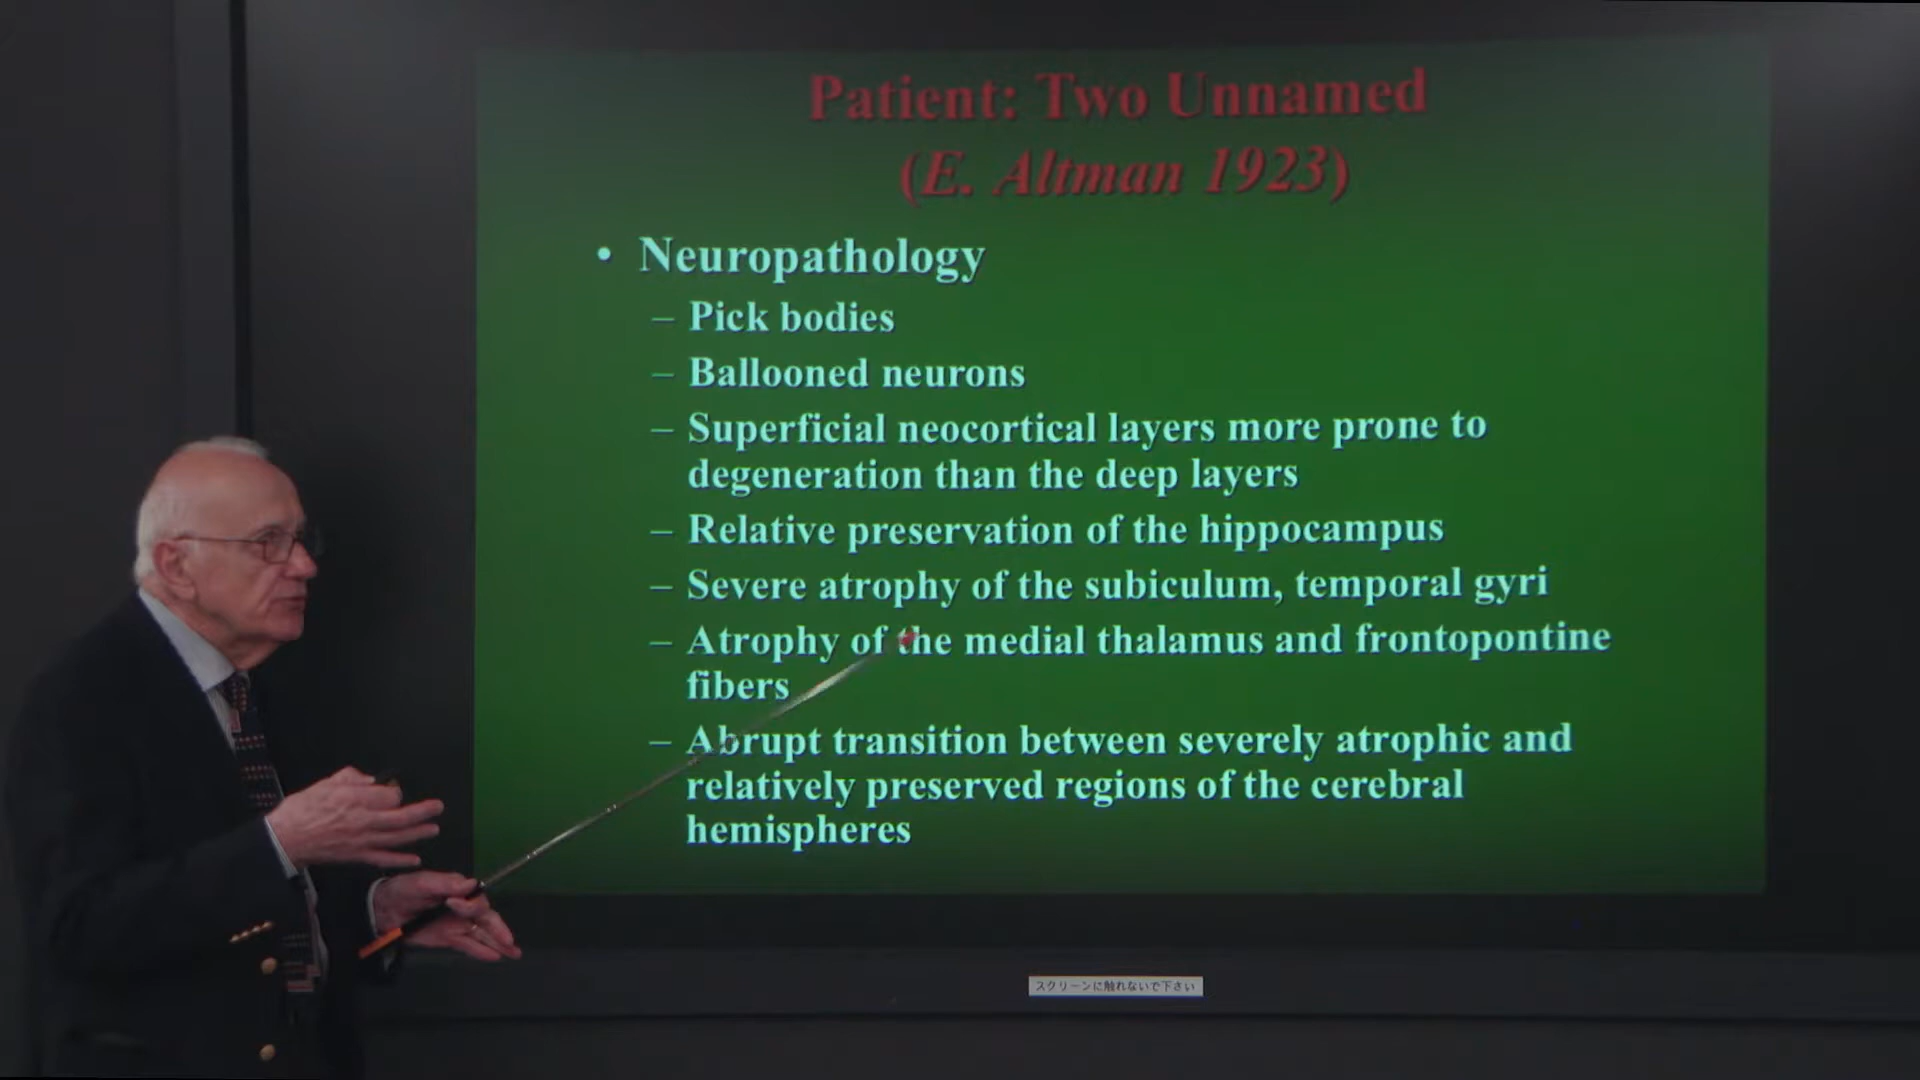 Patient: Two Unnamed
(E. Altman 1923)
• Neuropathology
– Pick bodies
– Ballooned neurons
– Superficial neocortical layers more prone to
degeneration than the deep layers
– Relative preservation of the hippocampus
– Severe atrophy of the subiculum, temporal gyri
– Atrophy of the medial thalamus and frontopontine
fibers
– Abrupt transition between severely atrophic and
relatively preserved regions of the cerebral
hemispheres
スクリーンに触れないで下さい